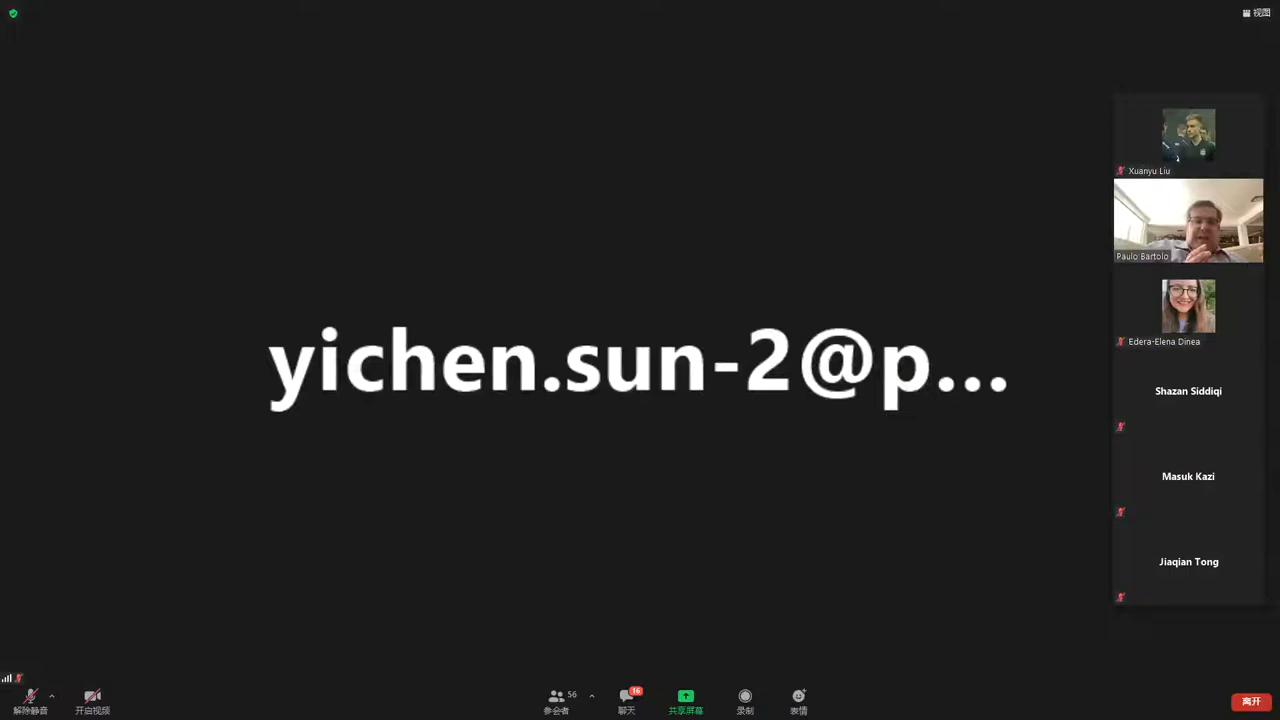 视图
Xuanyu Liu
Paulo Bartolo
Edera-Elena Dinea
Shazan Siddiqi
Masuk Kazi
Jiaqian Tong
yichen.sun-2@p...
解除静音
开启视频
56
参会者
16
聊天
共享屏幕
录制
表情
离开